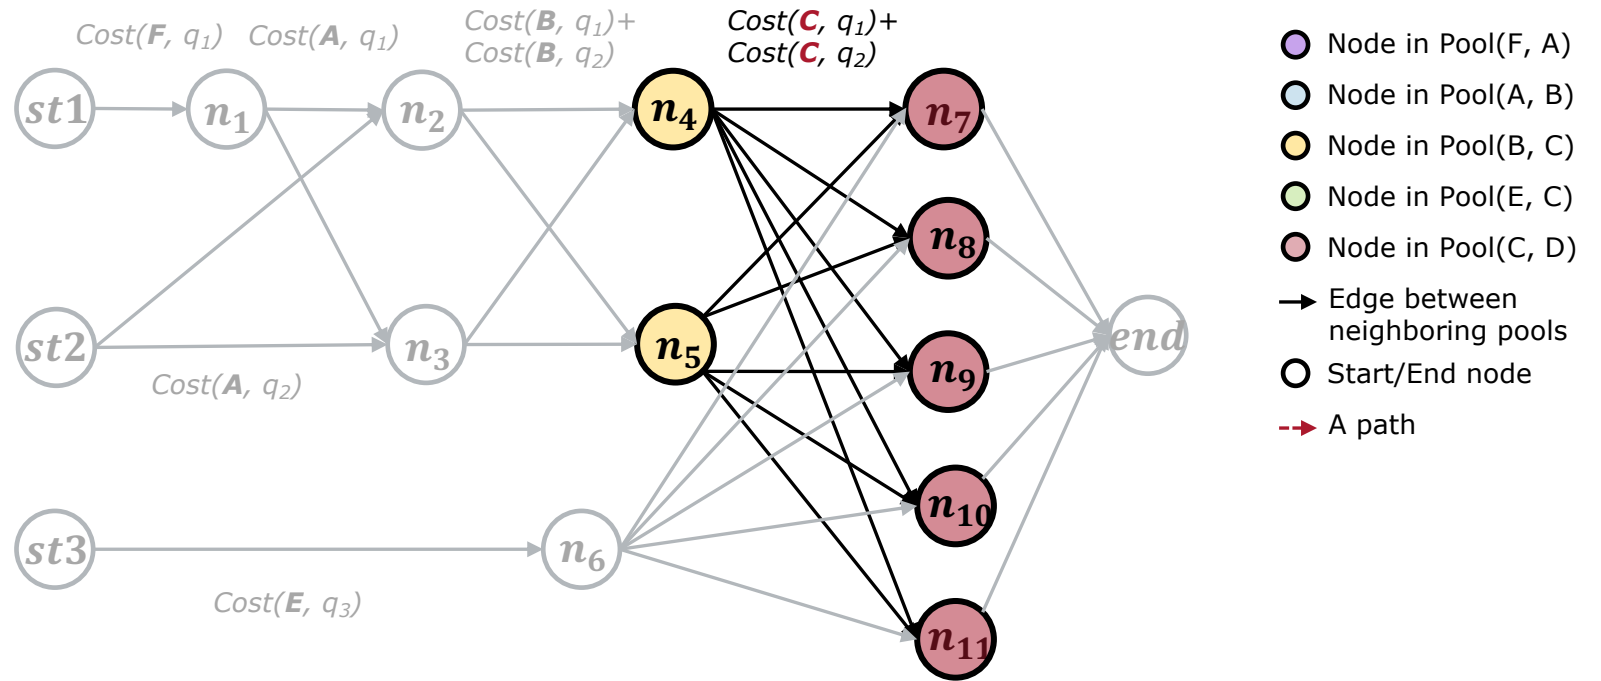 Cost(F, q1)
Cost(A, q1)
Cost(B, q1)+
Cost(B, q2)
Cost(C, q1)+
Cost(C, q2)
st1
n1
n2
n4
n7
n8
st2
n3
n5
n9
end
Cost(A, q2)
n10
st3
n6
Cost(E, q3)
n11
Node in Pool(F, A)
Node in Pool(A, B)
Node in Pool(B, C)
Node in Pool(E, C)
Node in Pool(C, D)
Edge between
neighboring pools
Start/End node
A path